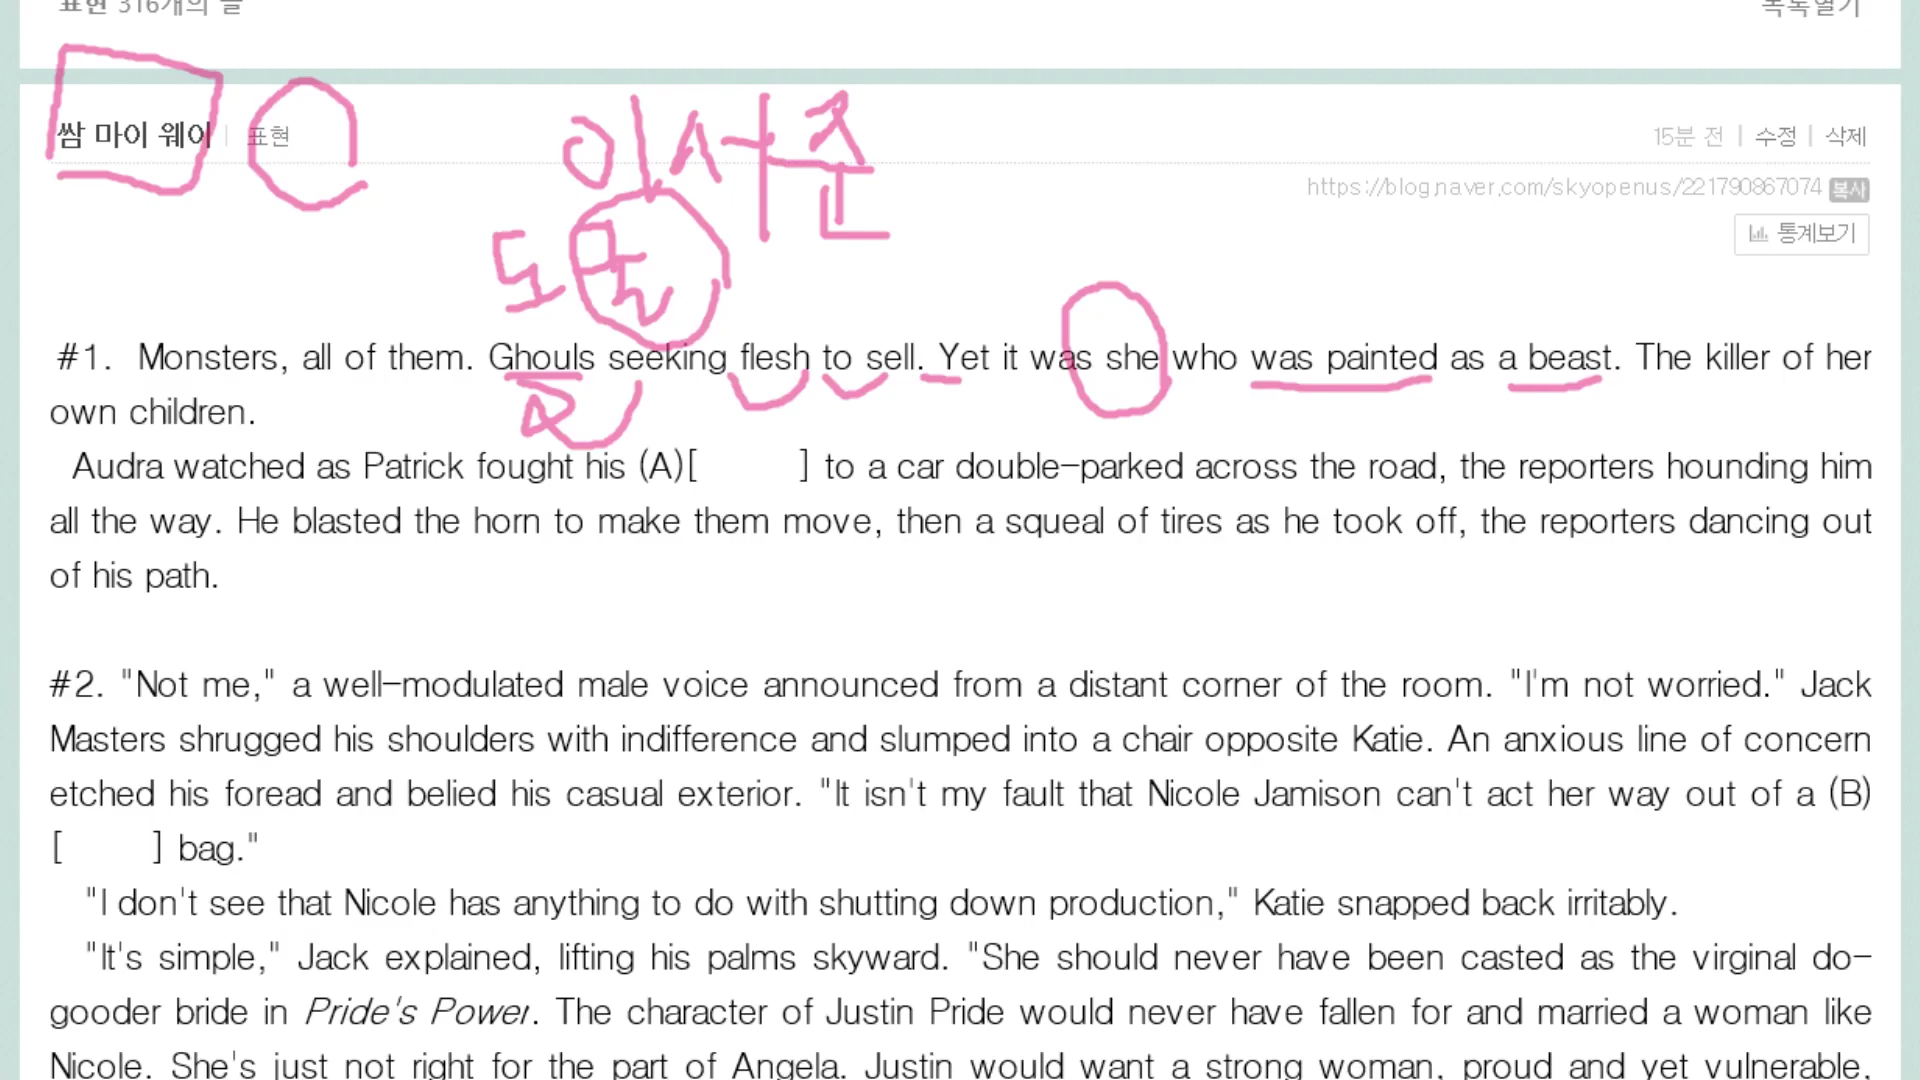 표현 316개의 글 목록열기
쌈 마이 웨이 | 표현 15분 전 | 수정 | 삭제
이사준
https://blog.naver.com/skyopenus/221790867074 복사
통계보기
도
#1. Monsters, all of them. Ghouls seeking flesh to sell. Yet it was she who was painted as a beast. The killer of her
own children.
Audra watched as Patrick fought his (A)[ ] to a car double-parked across the road, the reporters hounding him
all the way. He blasted the horn to make them move, then a squeal of tires as he took off, the reporters dancing out
of his path.
#2. "Not me," a well-modulated male voice announced from a distant corner of the room. "I'm not worried." Jack
Masters shrugged his shoulders with indifference and slumped into a chair opposite Katie. An anxious line of concern
etched his foread and belied his casual exterior. "It isn't my fault that Nicole Jamison can't act her way out of a (B)
[ ] bag."
"I don't see that Nicole has anything to do with shutting down production," Katie snapped back irritably.
"It's simple," Jack explained, lifting his palms skyward. "She should never have been casted as the virginal do-
gooder bride in Pride's Power. The character of Justin Pride would never have fallen for and married a woman like
Nicole. She's just not right for the part of Angela. Justin would want a strong woman, proud and yet vulnerable,